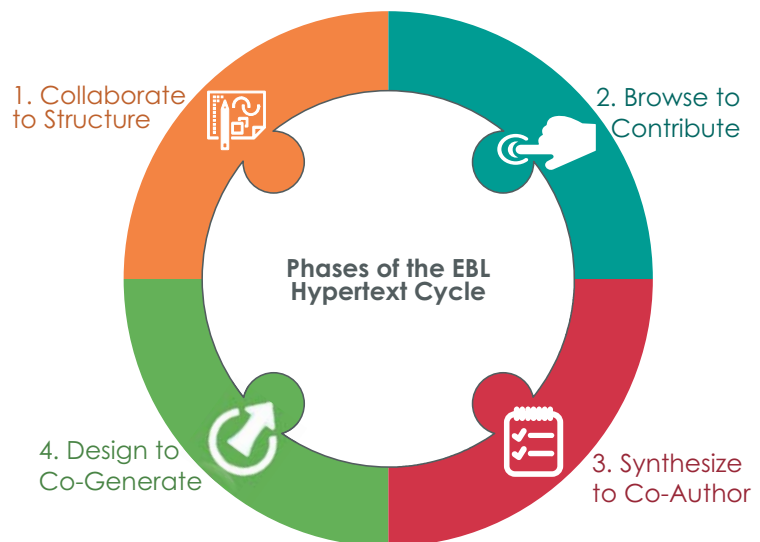 1. Collaborate
to Structure
2. Browse to
Contribute
Phases of the EBL
Hypertext Cycle
4. Design to
Co-Generate
3. Synthesize
to Co-Author